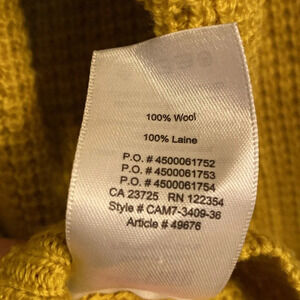 100% Wool
100% Laine
P.O. # 4500061752
P.O. # 4500061753
P.O. # 4500061754
CA 23725 RN 122354
Style # CAM7-3409-36
Article # 49676